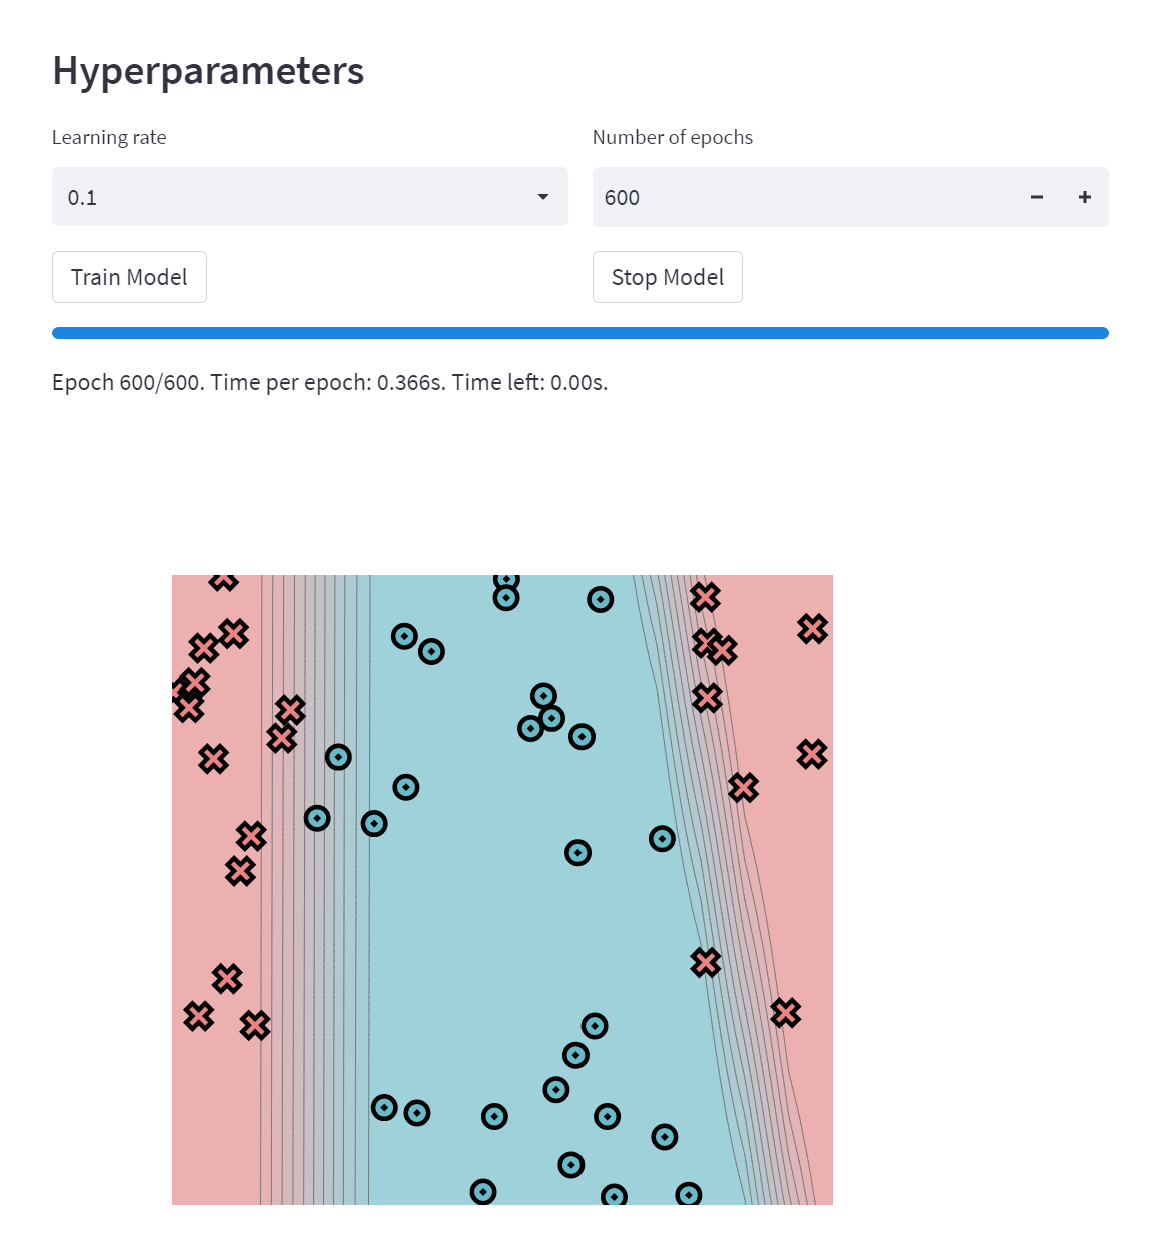 Hyperparameters
Learning rate
Number of epochs
0.1
600
Train Model
Stop Model
Epoch 600/600. Time per epoch: 0.366s. Time left: 0.00s.